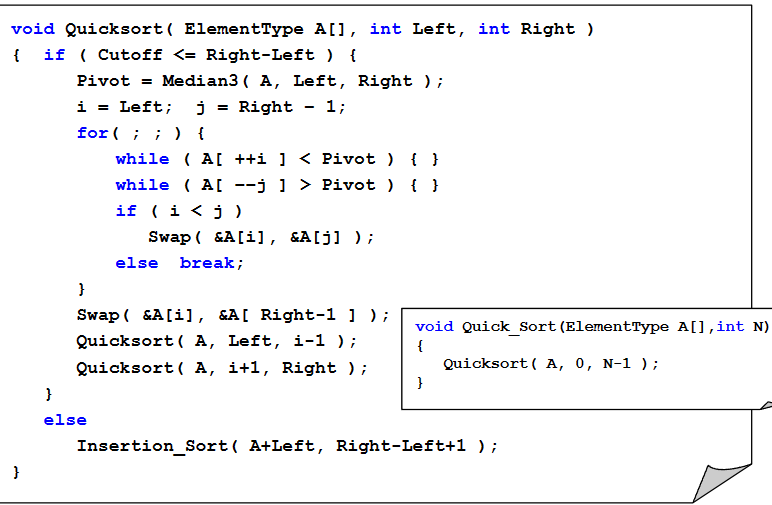 void Quicksort( ElementType A[], int Left, int Right )
{  if ( Cutoff <= Right-Left ) {
      Pivot = Median3( A, Left, Right );
      i = Left;  j = Right – 1;
      for( ; ; ) {
         while ( A[ ++i ] < Pivot ) { }
         while ( A[ ––j ] > Pivot ) { }
         if ( i < j )
            Swap( &A[i], &A[j] );
         else  break;
      }
      Swap( &A[i], &A[ Right-1 ] );
      Quicksort( A, Left, i-1 );
      Quicksort( A, i+1, Right );
   }
   else
      Insertion_Sort( A+Left, Right-Left+1 );
}
void Quick_Sort(ElementType A[],int N)
{
   Quicksort( A, 0, N-1 );
}